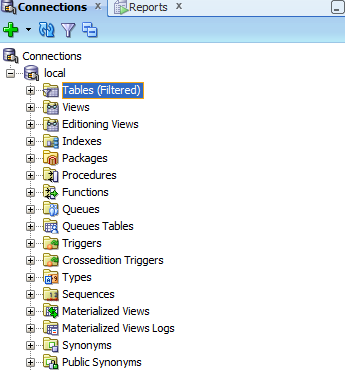 Connections x Reports x
Connections
local
Tables (Filtered)
Views
Editioning Views
Indexes
Packages
Procedures
Functions
Queues
Queues Tables
Triggers
Crossedition Triggers
Types
Sequences
Materialized Views
Materialized Views Logs
Synonyms
Public Synonyms